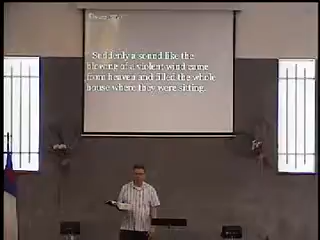 Suddenly a sound like the
blowing of a violent wind came
from heaven and filled the whole
house where they were sitting.